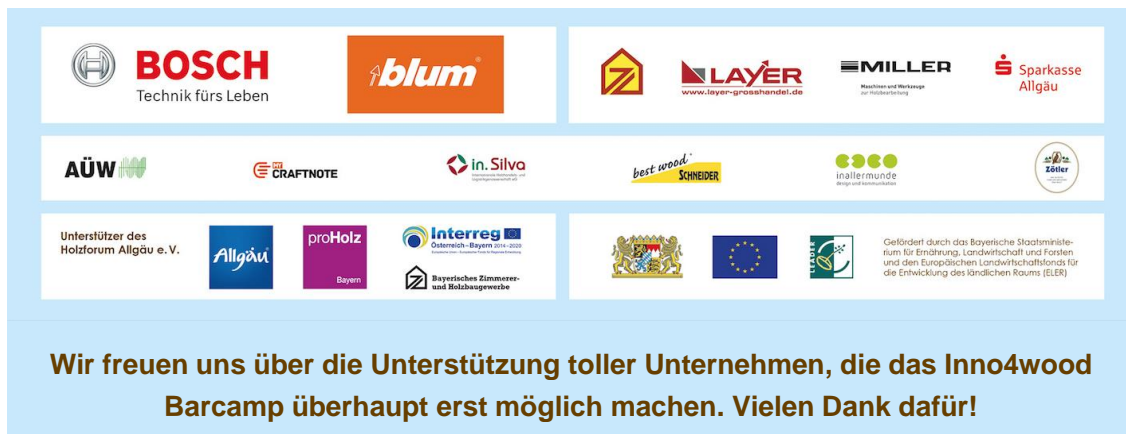 BOSCH
Technik fürs Leben
blum
LAYER
www.layer-grosshandel.de
MILLER
Maschinen und Werkzeuge
zur Holzbearbeitung
Sparkasse
Allgäu
AÜW
MY
CRAFTNOTE
in.Silva
best wood
SCHNEIDER
inallermunde
design und kommunikation
Zötler
Unterstützer des
Holzforum Allgäu e.V.
Allgäu
proHolz
Bayern
Interreg
Österreich-Bayern 2014-2020
Bayerisches Zimmerer-
und Holzbaugewerbe
LEADER
Gefördert durch das Bayerische Staatsministe-
rium für Ernährung, Landwirtschaft und Forsten
und den Europäischen Landwirtschaftsfonds für
die Entwicklung des ländlichen Raums (ELER)
Wir freuen uns über die Unterstützung toller Unternehmen, die das Inno4wood
Barcamp überhaupt erst möglich machen. Vielen Dank dafür!